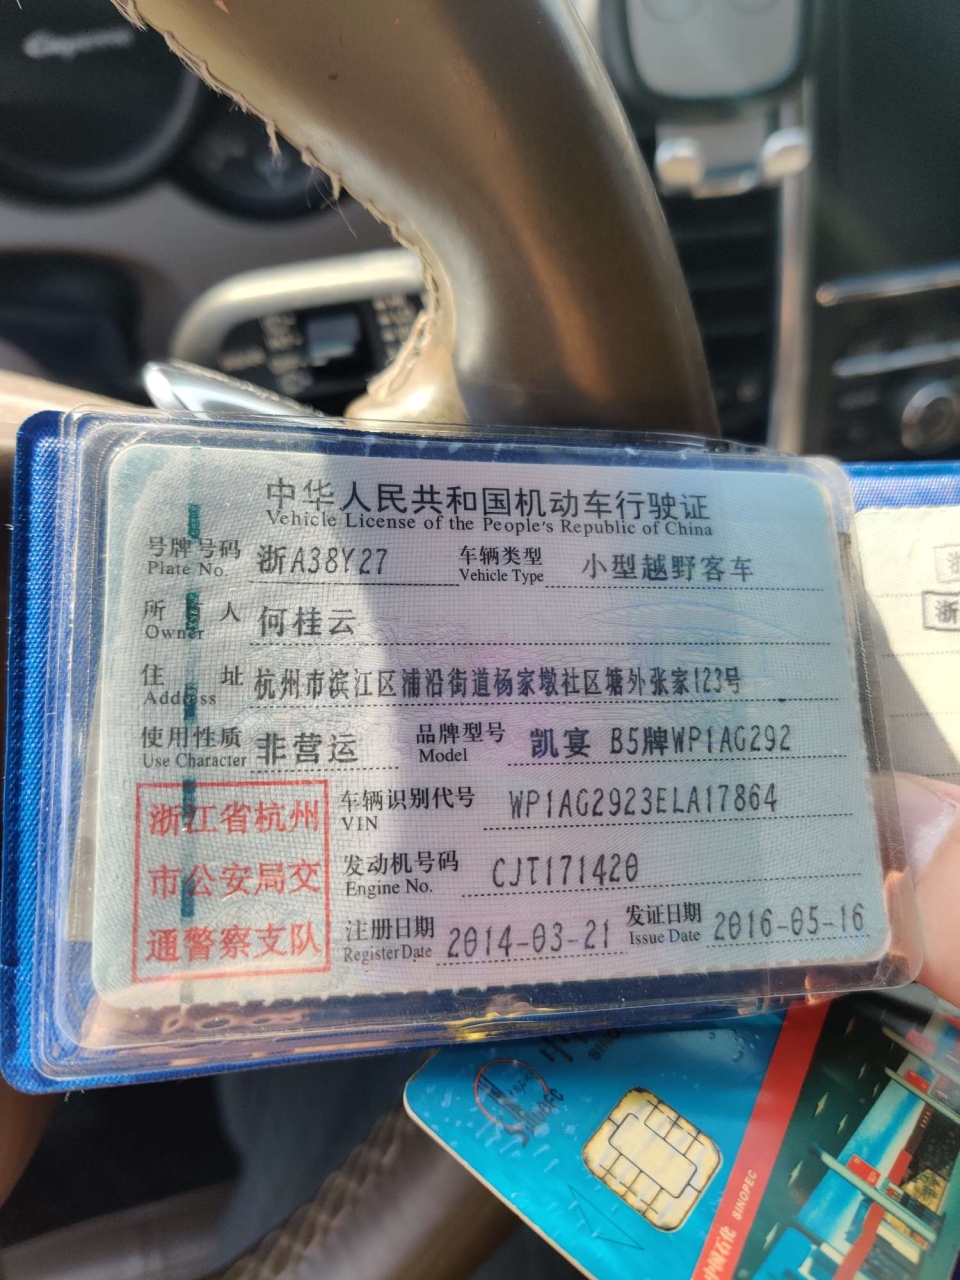 Cayenne
中华人民共和国机动车行驶证
Vehicle License of the People's Republic of China
号牌号码 浙A38Y27 车辆类型 小型越野客车
Plate No. Vehicle Type
所有人 何桂云
Owner
住址 杭州市滨江区浦沿街道杨家墩社区塘外张家123号
Address
使用性质 非营运 品牌型号 凯宴 B5牌WP1AG292
Use Character Model
浙江省杭州
市公安局交
通警察支队
车辆识别代号 WP1AG2923ELA17864
VIN
发动机号码 CJT171420
Engine No.
注册日期 2014-03-21 发证日期 2016-05-16
Register Date Issue Date
浙
SINOPEC
中国石化 SINOPEC